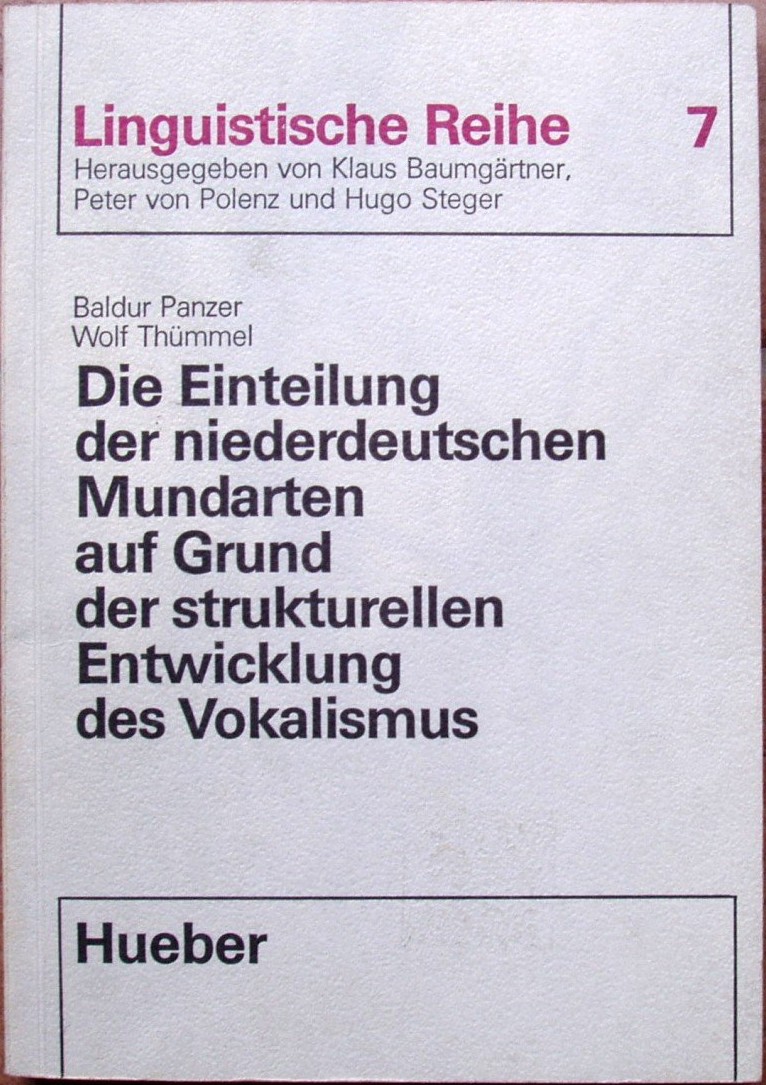 Linguistische Reihe 7
Herausgegeben von Klaus Baumgärtner,
Peter von Polenz und Hugo Steger
Baldur Panzer
Wolf Thümmel
Die Einteilung
der niederdeutschen
Mundarten
auf Grund
der strukturellen
Entwicklung
des Vokalismus
Hueber